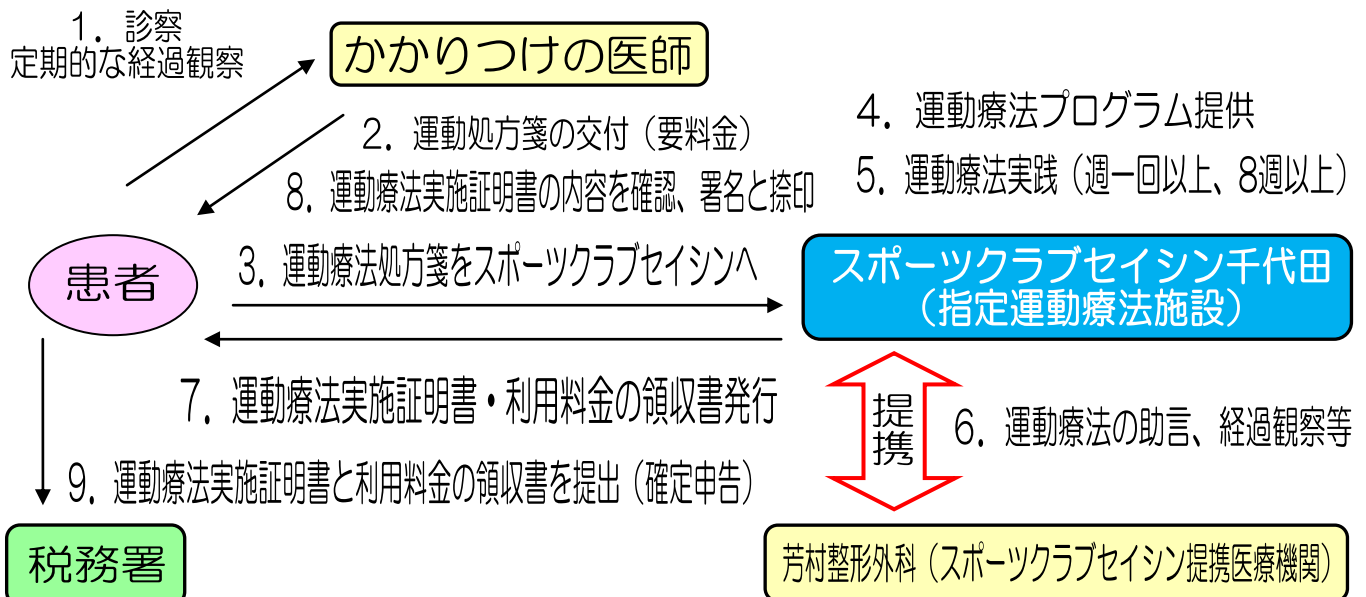 1．診察
定期的な経過観察
かかりつけの医師
2．運動処方箋の交付（要料金）
8．運動療法実施証明書の内容を確認、署名と捺印
4．運動療法プログラム提供
5．運動療法実践（週一回以上、8週以上）
患者
3．運動療法処方箋をスポーツクラブセイシンへ
スポーツクラブセイシン千代田
（指定運動療法施設）
7．運動療法実施証明書・利用料金の領収書発行
提携
6．運動療法の助言、経過観察等
9．運動療法実施証明書と利用料金の領収書を提出（確定申告）
税務署
芳村整形外科（スポーツクラブセイシン提携医療機関）